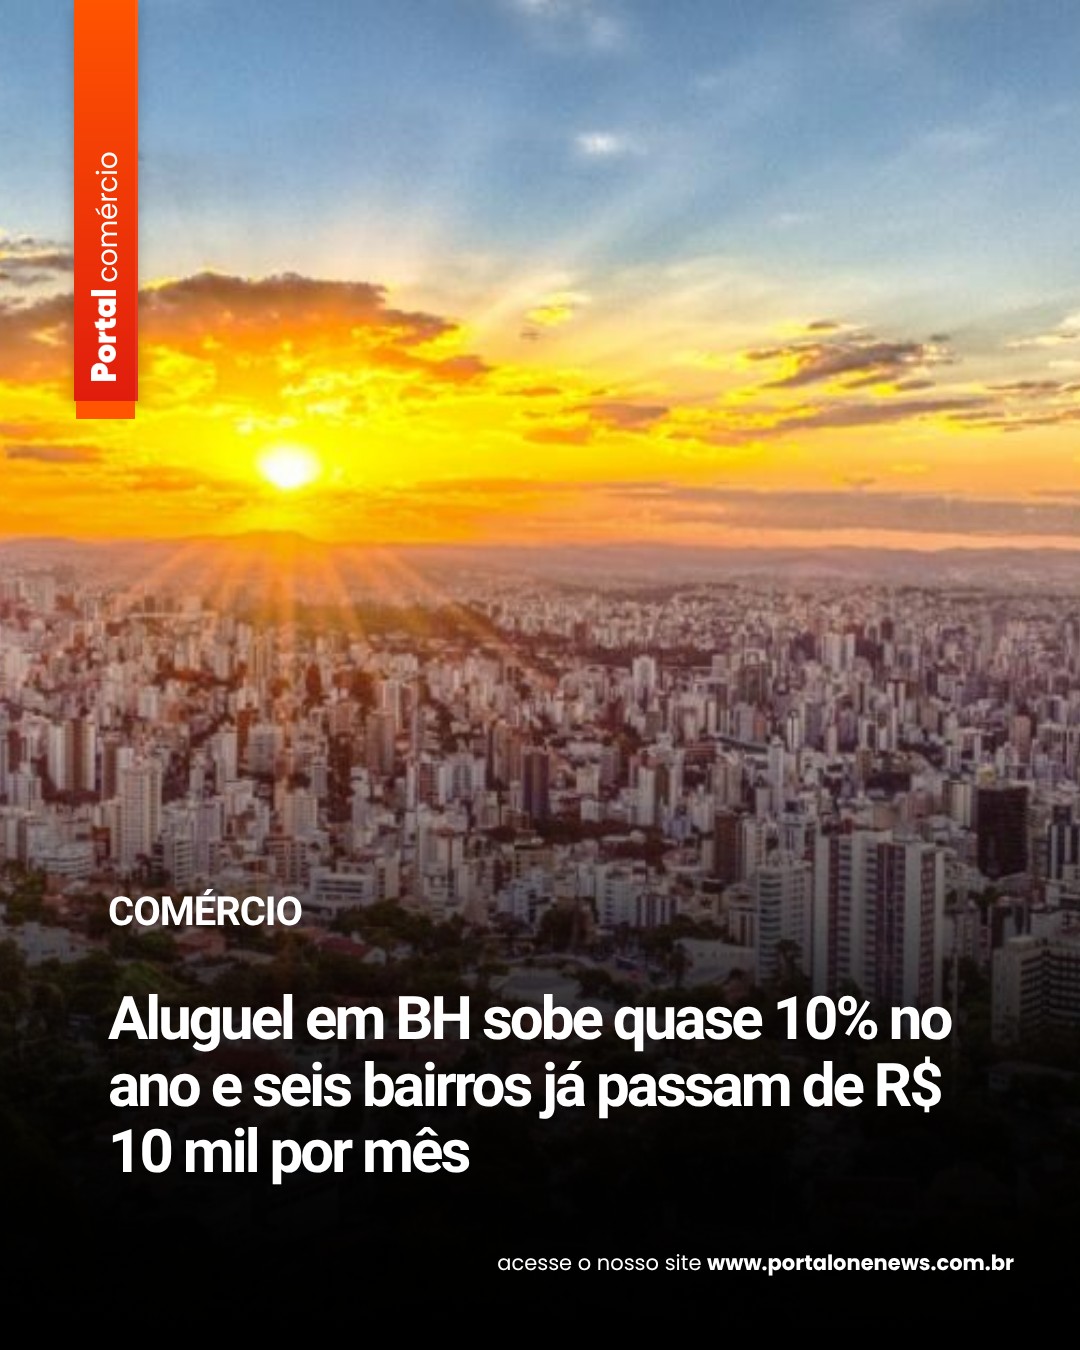 Portal comércio
COMÉRCIO
Aluguel em BH sobe quase 10% no
ano e seis bairros já passam de R$
10 mil por mês
acesse o nosso site www.portalonenews.com.br